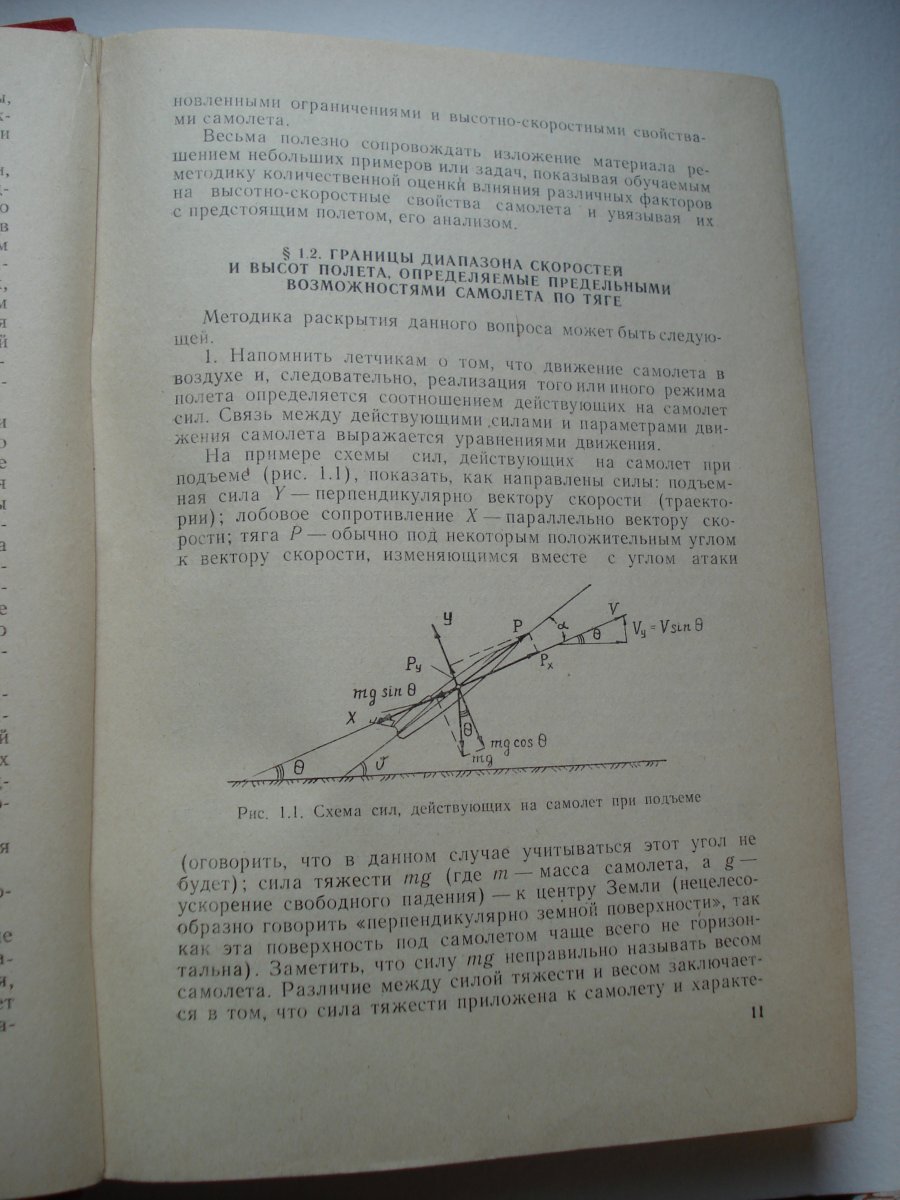 новленными ограничениями и высотно-скоростными свойства-
ми самолета.
Весьма полезно сопровождать изложение материала ре-
шением небольших примеров или задач, показывая обучаемым
методику количественной оценки влияния различных факторов
на высотно-скоростные свойства самолета и увязывая их
с предстоящим полетом, его анализом.
§ 1.2. ГРАНИЦЫ ДИАПАЗОНА СКОРОСТЕЙ
И ВЫСОТ ПОЛЕТА, ОПРЕДЕЛЯЕМЫЕ ПРЕДЕЛЬНЫМИ
ВОЗМОЖНОСТЯМИ САМОЛЕТА ПО ТЯГЕ
Методика раскрытия данного вопроса может быть следую-
щей.
1. Напомнить летчикам о том, что движение самолета в
воздухе и, следовательно, реализация того или иного режима
полета определяется соотношением действующих на самолет
сил. Связь между действующими силами и параметрами дви-
жения самолета выражается уравнениями движения.
На примере схемы сил, действующих на самолет при
подъеме (рис. 1.1), показать, как направлены силы: подъем-
ная сила Y — перпендикулярно вектору скорости (траекто-
рии); лобовое сопротивление X — параллельно вектору ско-
рости; тяга P — обычно под некоторым положительным углом
к вектору скорости, изменяющимся вместе с углом атаки
y P α V θ Vy = V sin θ
Py Px
mg sin θ
X θ mg cos θ
mg
θ ϑ
Рис. 1.1. Схема сил, действующих на самолет при подъеме
(оговорить, что в данном случае учитываться этот угол не
будет); сила тяжести mg (где m — масса самолета, а g —
ускорение свободного падения) — к центру Земли (нецелесо-
образно говорить «перпендикулярно земной поверхности», так
как эта поверхность под самолетом чаще всего не горизон-
тальна). Заметить, что силу mg неправильно называть весом
самолета. Различие между силой тяжести и весом заключает-
ся в том, что сила тяжести приложена к самолету и характе-
11